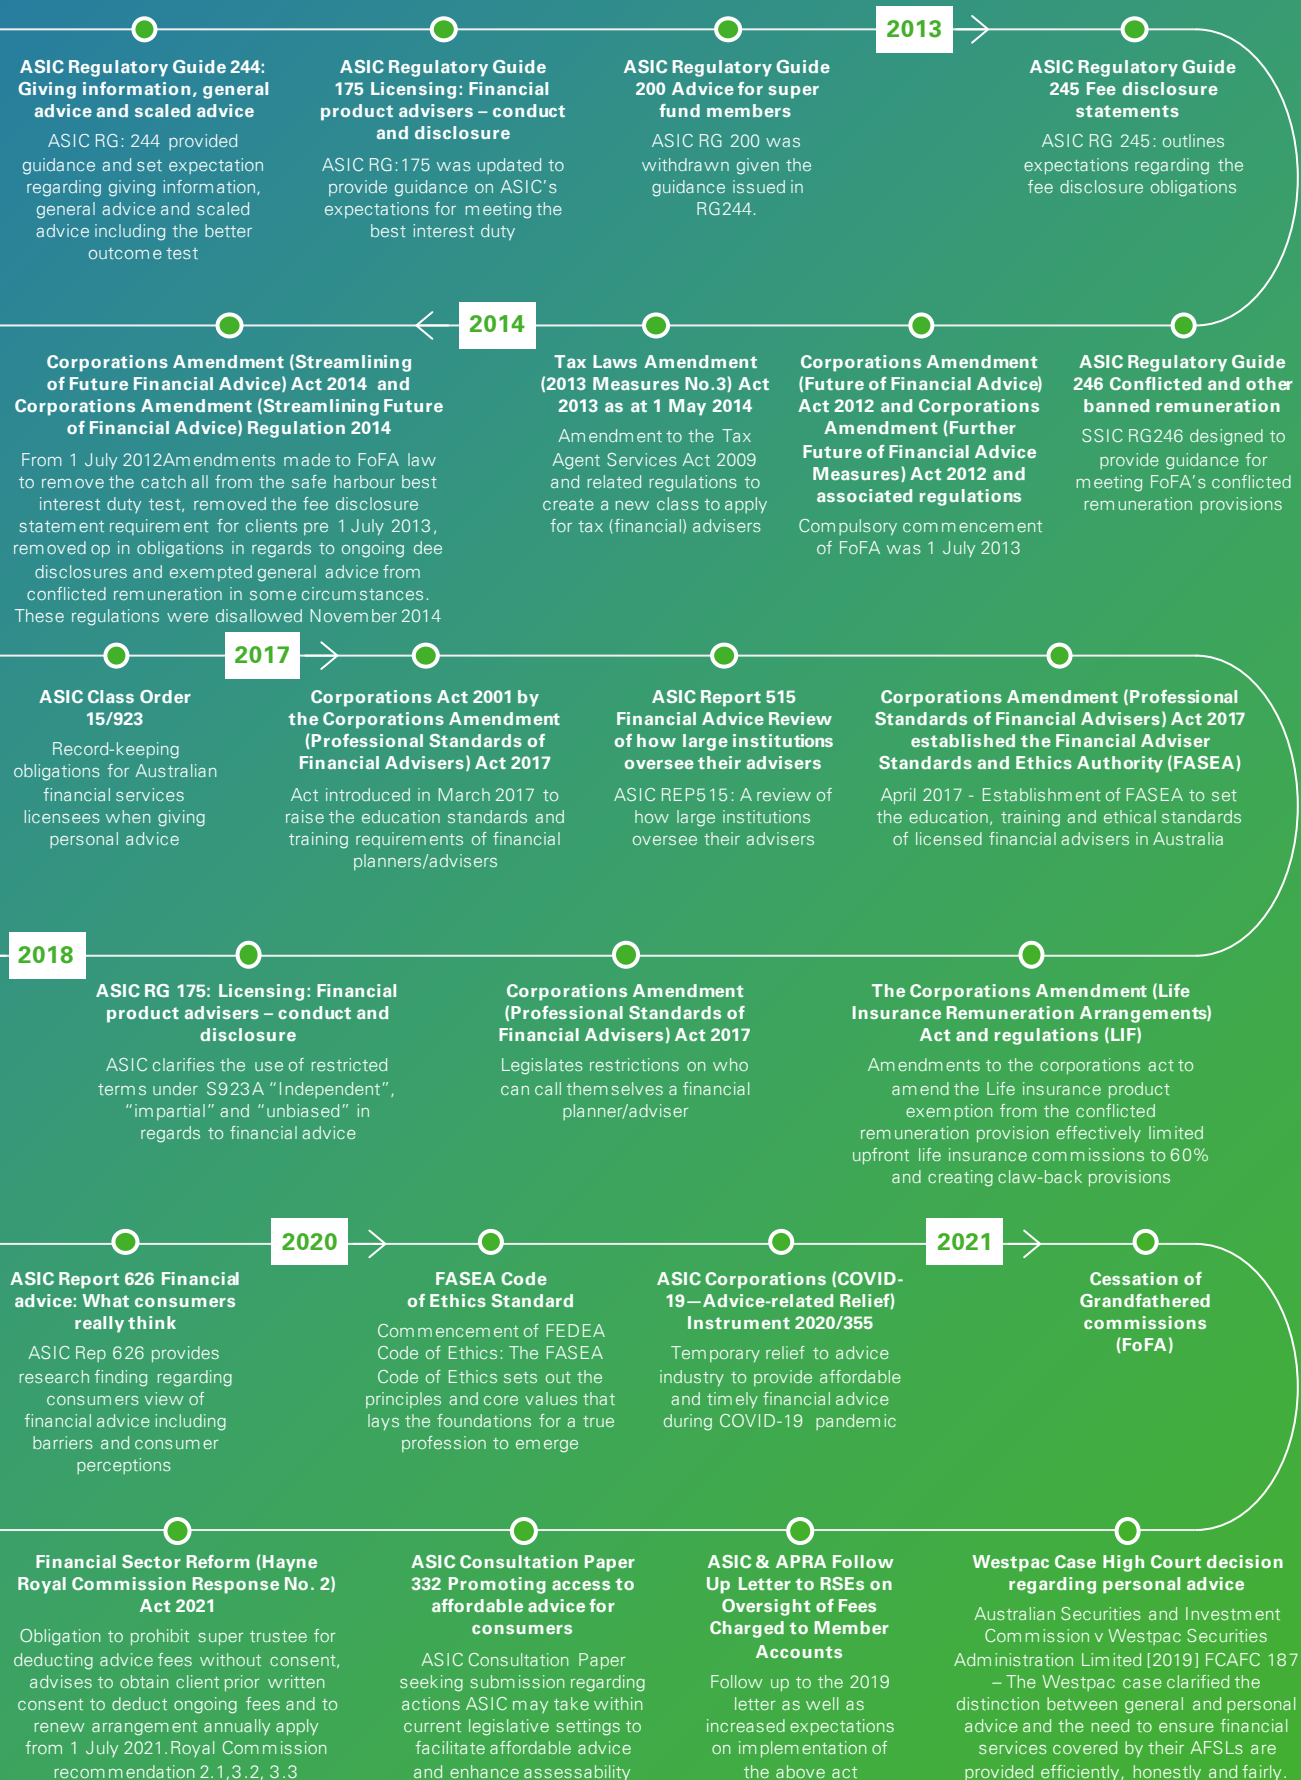 2013
ASIC Regulatory Guide 244:
Giving information, general
advice and scaled advice
ASIC RG: 244 provided
guidance and set expectation
regarding giving information,
general advice and scaled
advice including the better
outcome test
ASIC Regulatory Guide
175 Licensing: Financial
product advisers – conduct
and disclosure
ASIC RG:175 was updated to
provide guidance on ASIC's
expectations for meeting the
best interest duty
ASIC Regulatory Guide
200 Advice for super
fund members
ASIC RG 200 was
withdrawn given the
guidance issued in
RG244.
ASIC Regulatory Guide
245 Fee disclosure
statements
ASIC RG 245: outlines
expectations regarding the
fee disclosure obligations
2014
Corporations Amendment (Streamlining
of Future Financial Advice) Act 2014 and
Corporations Amendment (Streamlining Future
of Financial Advice) Regulation 2014
From 1 July 2012Amendments made to FoFA law
to remove the catch all from the safe harbour best
interest duty test, removed the fee disclosure
statement requirement for clients pre 1 July 2013,
removed op in obligations in regards to ongoing dee
disclosures and exempted general advice from
conflicted remuneration in some circumstances.
These regulations were disallowed November 2014
Tax Laws Amendment
(2013 Measures No.3) Act
2013 as at 1 May 2014
Amendment to the Tax
Agent Services Act 2009
and related regulations to
create a new class to apply
for tax (financial) advisers
Corporations Amendment
(Future of Financial Advice)
Act 2012 and Corporations
Amendment (Further
Future of Financial Advice
Measures) Act 2012 and
associated regulations
Compulsory commencement
of FoFA was 1 July 2013
ASIC Regulatory Guide
246 Conflicted and other
banned remuneration
SSIC RG246 designed to
provide guidance for
meeting FoFA's conflicted
remuneration provisions
2017
ASIC Class Order
15/923
Record-keeping
obligations for Australian
financial services
licensees when giving
personal advice
Corporations Act 2001 by
the Corporations Amendment
(Professional Standards of
Financial Advisers) Act 2017
Act introduced in March 2017 to
raise the education standards and
training requirements of financial
planners/advisers
ASIC Report 515
Financial Advice Review
of how large institutions
oversee their advisers
ASIC REP515: A review of
how large institutions
oversee their advisers
Corporations Amendment (Professional
Standards of Financial Advisers) Act 2017
established the Financial Adviser
Standards and Ethics Authority (FASEA)
April 2017 - Establishment of FASEA to set
the education, training and ethical standards
of licensed financial advisers in Australia
2018
ASIC RG 175: Licensing: Financial
product advisers – conduct and
disclosure
ASIC clarifies the use of restricted
terms under S923A “Independent”,
“impartial” and “unbiased” in
regards to financial advice
Corporations Amendment
(Professional Standards of
Financial Advisers) Act 2017
Legislates restrictions on who
can call themselves a financial
planner/adviser
The Corporations Amendment (Life
Insurance Remuneration Arrangements)
Act and regulations (LIF)
Amendments to the corporations act to
amend the Life insurance product
exemption from the conflicted
remuneration provision effectively limited
upfront life insurance commissions to 60%
and creating claw-back provisions
2020
2021
ASIC Report 626 Financial
advice: What consumers
really think
ASIC Rep 626 provides
research finding regarding
consumers view of
financial advice including
barriers and consumer
perceptions
FASEA Code
of Ethics Standard
Commencement of FEDEA
Code of Ethics: The FASEA
Code of Ethics sets out the
principles and core values that
lays the foundations for a true
profession to emerge
ASIC Corporations (COVID-
19—Advice-related Relief)
Instrument 2020/355
Temporary relief to advice
industry to provide affordable
and timely financial advice
during COVID-19 pandemic
Cessation of
Grandfathered
commissions
(FoFA)
Financial Sector Reform (Hayne
Royal Commission Response No. 2)
Act 2021
Obligation to prohibit super trustee for
deducting advice fees without consent,
advises to obtain client prior written
consent to deduct ongoing fees and to
renew arrangement annually apply
from 1 July 2021.Royal Commission
recommendation 2.1,3.2, 3.3
ASIC Consultation Paper
332 Promoting access to
affordable advice for
consumers
ASIC Consultation Paper
seeking submission regarding
actions ASIC may take within
current legislative settings to
facilitate affordable advice
and enhance assessability
ASIC & APRA Follow
Up Letter to RSEs on
Oversight of Fees
Charged to Member
Accounts
Follow up to the 2019
letter as well as
increased expectations
on implementation of
the above act
Westpac Case High Court decision
regarding personal advice
Australian Securities and Investment
Commission v Westpac Securities
Administration Limited [2019] FCAFC 187
– The Westpac case clarified the
distinction between general and personal
advice and the need to ensure financial
services covered by their AFSLs are
provided efficiently, honestly and fairly.